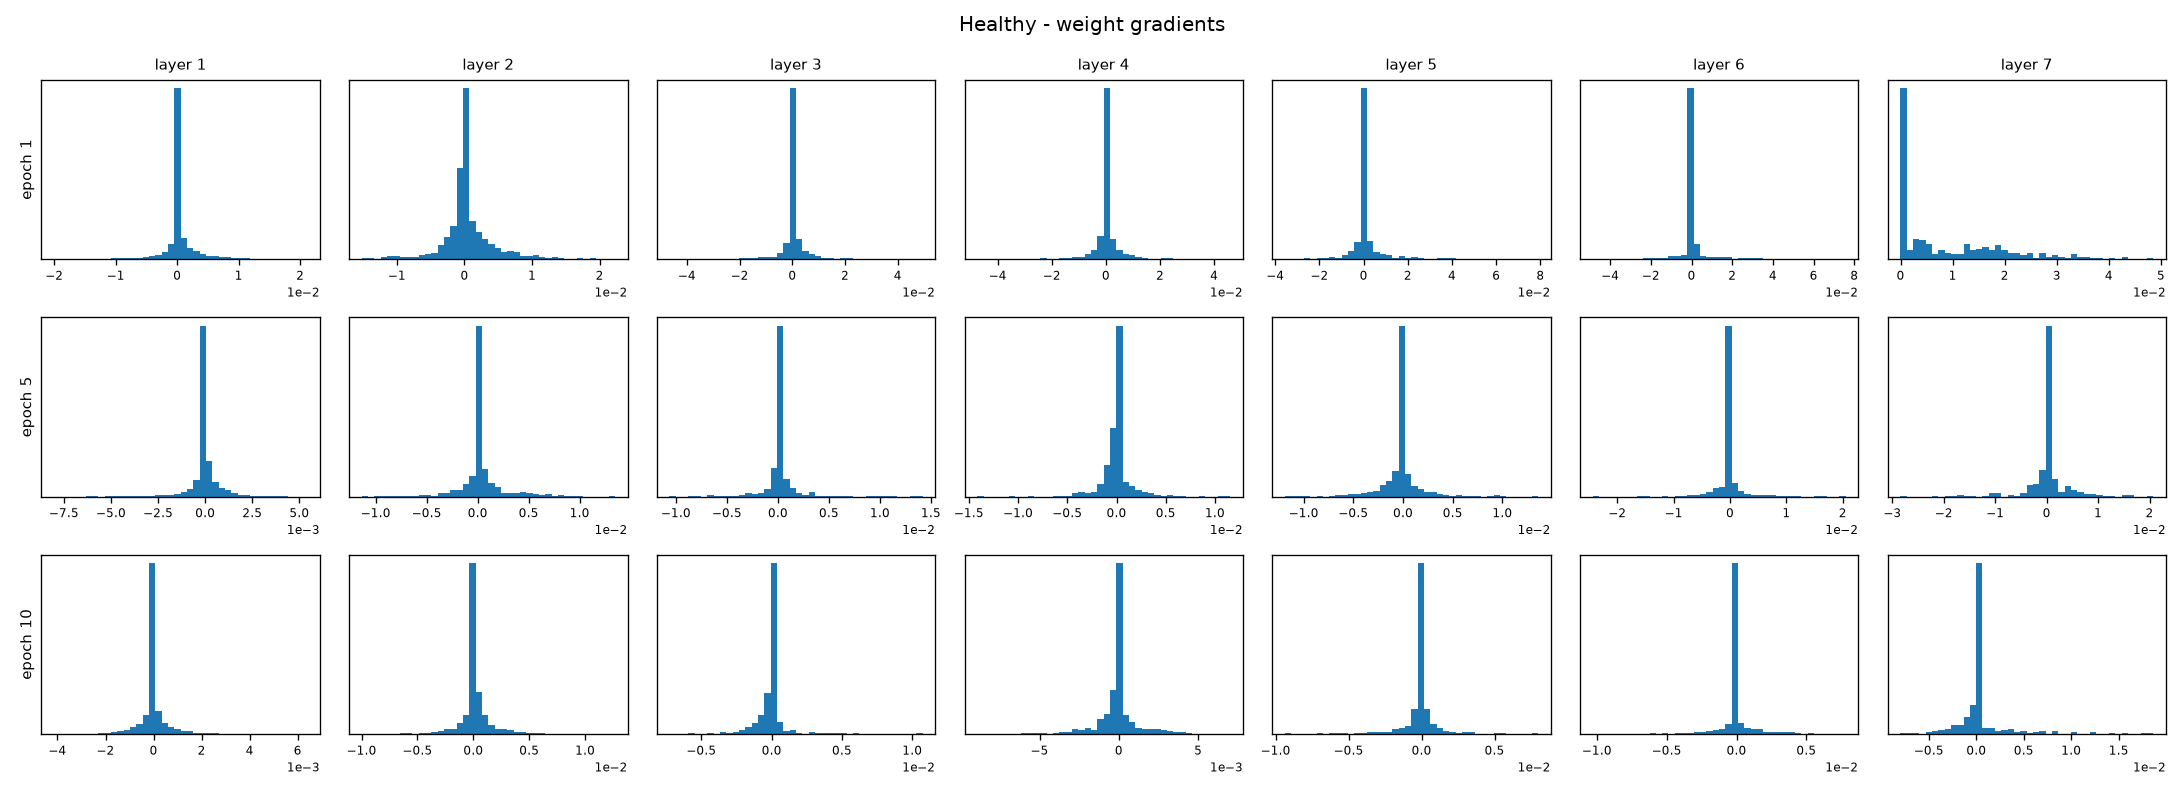 Healthy - weight gradients
layer 1 layer 2 layer 3 layer 4 layer 5 layer 6 layer 7
epoch 1
−2 −1 0 1 2 −1 0 1 2 −4 −2 0 2 4 −4 −2 0 2 4 −4 −2 0 2 4 6 8 −4 −2 0 2 4 6 8 0 1 2 3 4 5
1e−2 1e−2 1e−2 1e−2 1e−2 1e−2 1e−2
epoch 5
−7.5 −5.0 −2.5 0.0 2.5 5.0 −1.0 −0.5 0.0 0.5 1.0 −1.0 −0.5 0.0 0.5 1.0 1.5 −1.5 −1.0 −0.5 0.0 0.5 1.0 −1.0 −0.5 0.0 0.5 1.0 −2 −1 0 1 2 −3 −2 −1 0 1 2
1e−3 1e−2 1e−2 1e−2 1e−2 1e−2 1e−2
epoch 10
−4 −2 0 2 4 6 −1.0 −0.5 0.0 0.5 1.0 −0.5 0.0 0.5 1.0 −5 0 5 −1.0 −0.5 0.0 0.5 −1.0 −0.5 0.0 0.5 −0.5 0.0 0.5 1.0 1.5
1e−3 1e−2 1e−2 1e−3 1e−2 1e−2 1e−2